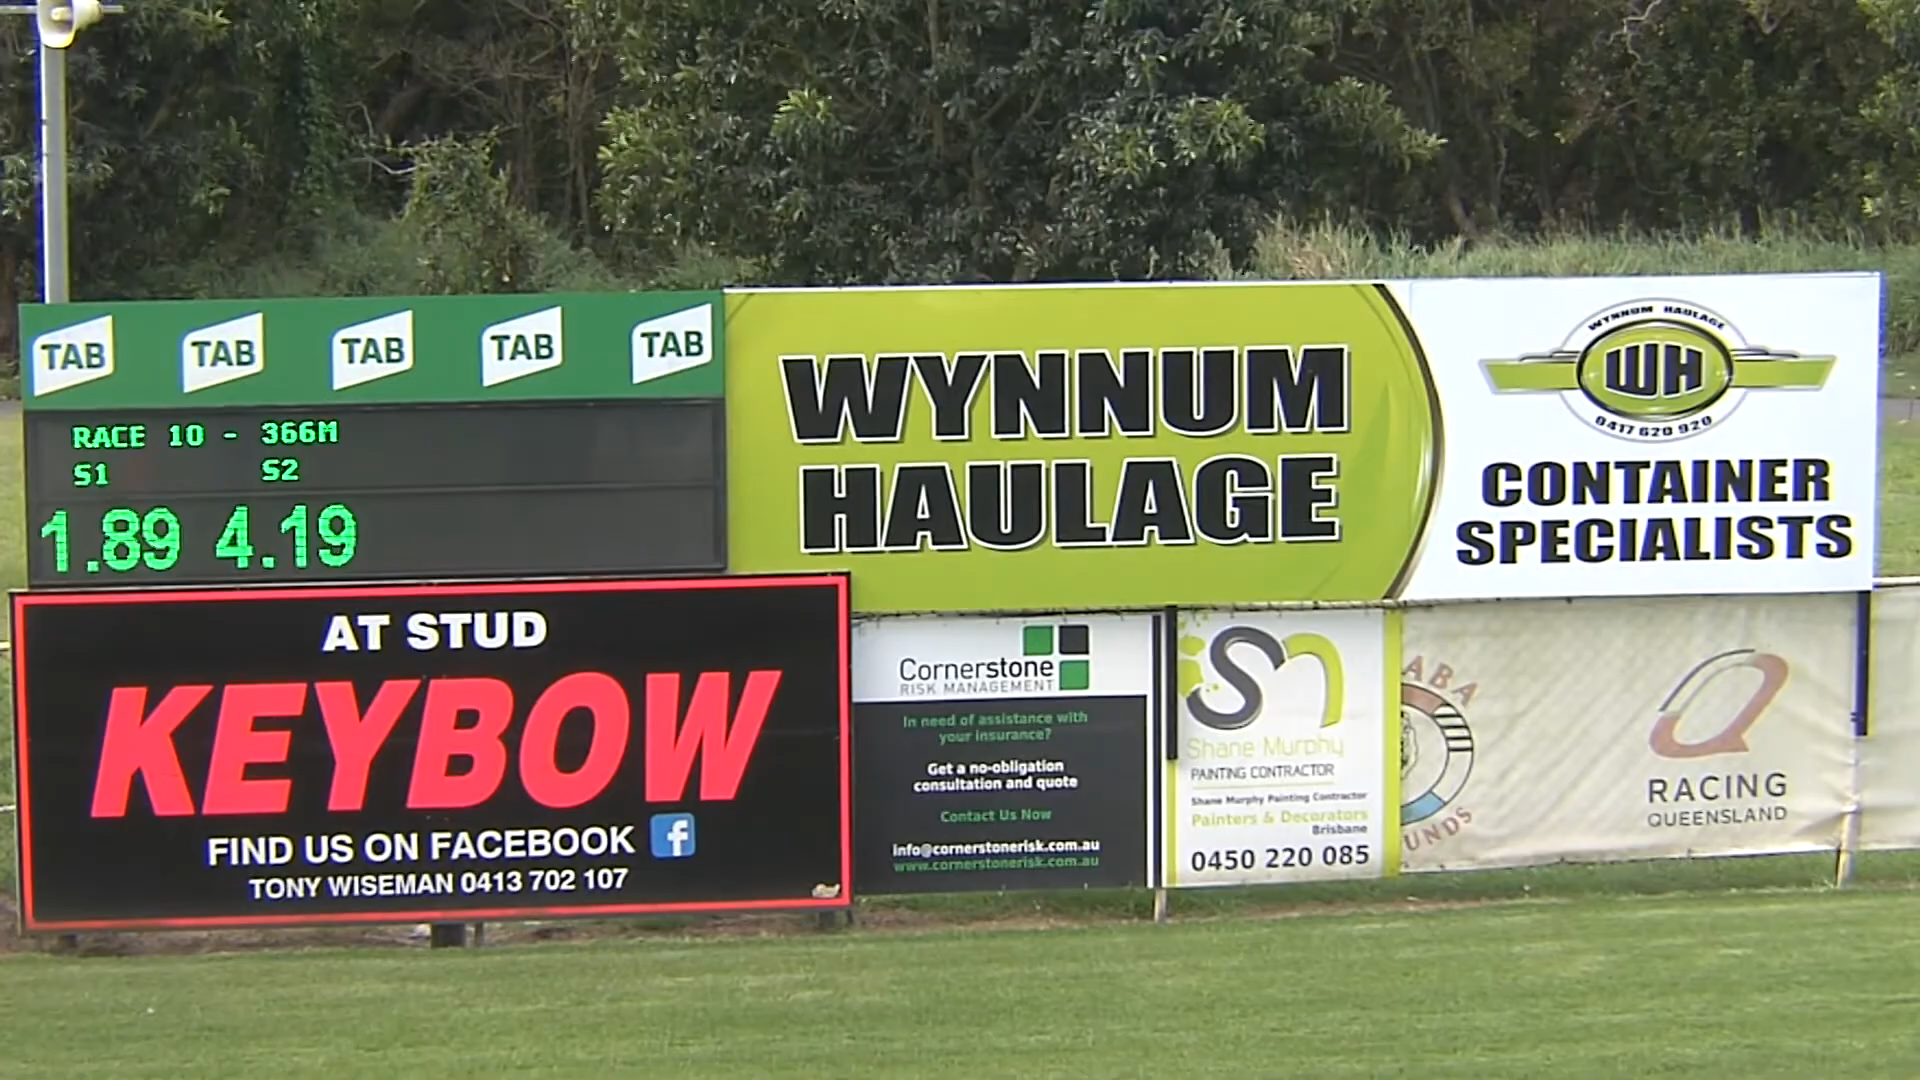 TAB TAB TAB TAB TAB
RACE 10 - 366M
S1 S2
1.89 4.19
WYNNUM
HAULAGE
WYNNUM HAULAGE
WH
0417 620 920
CONTAINER
SPECIALISTS
AT STUD
KEYBOW
FIND US ON FACEBOOK f
TONY WISEMAN 0413 702 107
Cornerstone
RISK MANAGEMENT
In need of assistance with
your insurance?
Get a no-obligation
consultation and quote
Contact Us Now
info@cornerstonerisk.com.au
www.cornerstonerisk.com.au
sm
Shane Murphy
PAINTING CONTRACTOR
Shane Murphy Painting Contractor
Painters & Decorators
Brisbane
0450 220 085
ABA
UNDS
RACING
QUEENSLAND